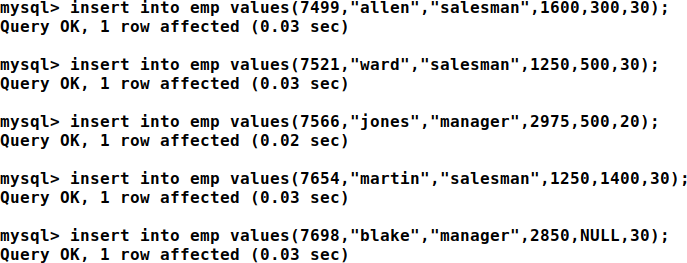 mysql> insert into emp values(7499,"allen","salesman",1600,300,30);
Query OK, 1 row affected (0.03 sec)
mysql> insert into emp values(7521,"ward","salesman",1250,500,30);
Query OK, 1 row affected (0.03 sec)
mysql> insert into emp values(7566,"jones","manager",2975,500,20);
Query OK, 1 row affected (0.02 sec)
mysql> insert into emp values(7654,"martin","salesman",1250,1400,30);
Query OK, 1 row affected (0.03 sec)
mysql> insert into emp values(7698,"blake","manager",2850,NULL,30);
Query OK, 1 row affected (0.03 sec)